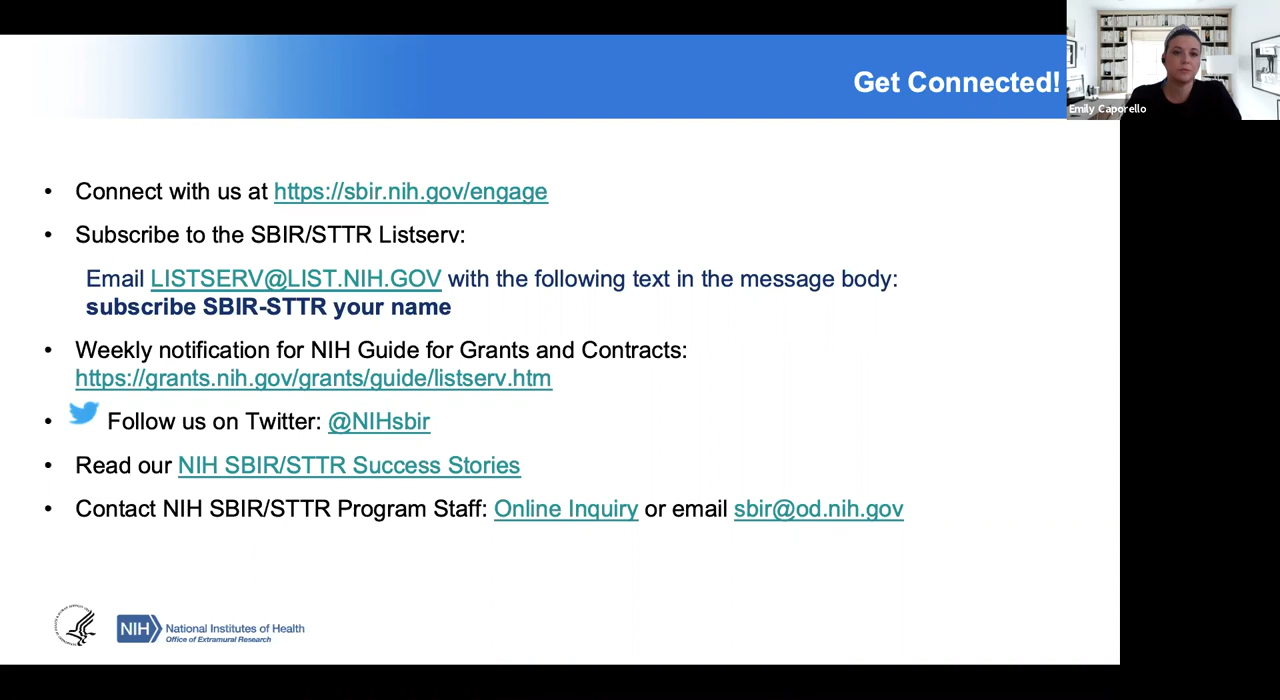 Get Connected!
Emily Caporello
• Connect with us at https://sbir.nih.gov/engage
• Subscribe to the SBIR/STTR Listserv:
Email LISTSERV@LIST.NIH.GOV with the following text in the message body:
subscribe SBIR-STTR your name
• Weekly notification for NIH Guide for Grants and Contracts:
https://grants.nih.gov/grants/guide/listserv.htm
• Follow us on Twitter: @NIHsbir
• Read our NIH SBIR/STTR Success Stories
• Contact NIH SBIR/STTR Program Staff: Online Inquiry or email sbir@od.nih.gov
NIH National Institutes of Health
Office of Extramural Research